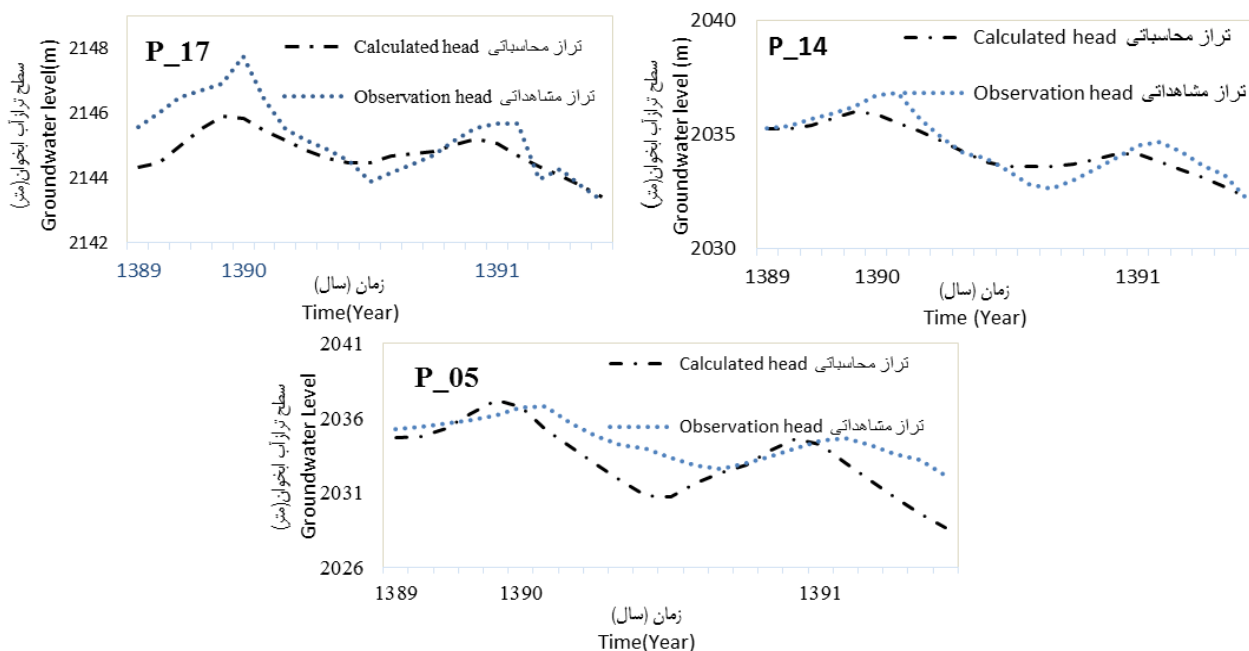 P_17
Calculated head تراز محاسباتی
Observation head تراز مشاهداتی
سطح تراز آب ابخوان(متر)
Groundwater level(m)
2148
2146
2144
2142
1389
1390
1391
زمان (سال)
Time(Year)
P_14
Calculated head تراز محاسباتی
Observation head تراز مشاهداتی
سطح تراز آب ابخوان(متر)
Groundwater level (m)
2040
2035
2030
1389
1390
1391
زمان (سال)
Time (Year)
P_05
Calculated head تراز محاسباتی
Observation head تراز مشاهداتی
سطح تراز آب ابخوان(متر)
Groundwater Level
2041
2036
2031
2026
1389
1390
1391
زمان (سال)
Time(Year)